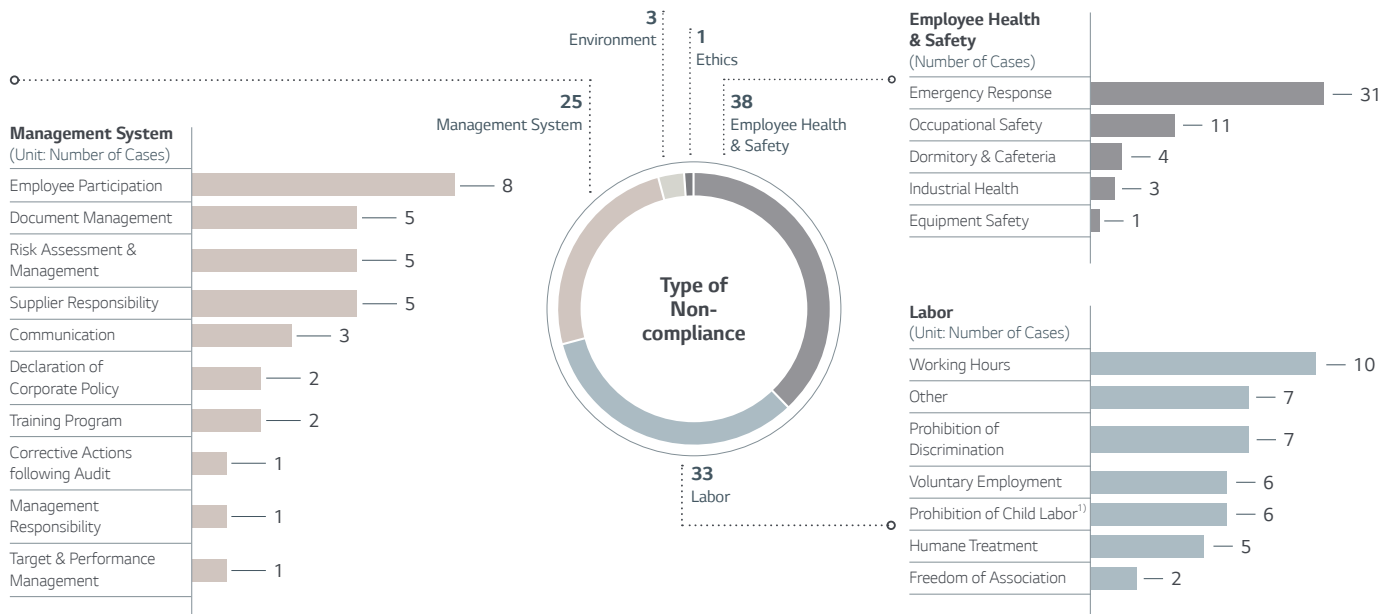 3
Environment
1
Ethics
25
Management System
38
Employee Health
& Safety
Type of
Non-
compliance
33
Labor
Management System
(Unit: Number of Cases)
Employee Participation 8
Document Management 5
Risk Assessment &
Management 5
Supplier Responsibility 5
Communication 3
Declaration of
Corporate Policy 2
Training Program 2
Corrective Actions
following Audit 1
Management
Responsibility 1
Target & Performance
Management 1
Employee Health
& Safety
(Number of Cases)
Emergency Response 31
Occupational Safety 11
Dormitory & Cafeteria 4
Industrial Health 3
Equipment Safety 1
Labor
(Unit: Number of Cases)
Working Hours 10
Other 7
Prohibition of
Discrimination 7
Voluntary Employment 6
Prohibition of Child Labor1) 6
Humane Treatment 5
Freedom of Association 2